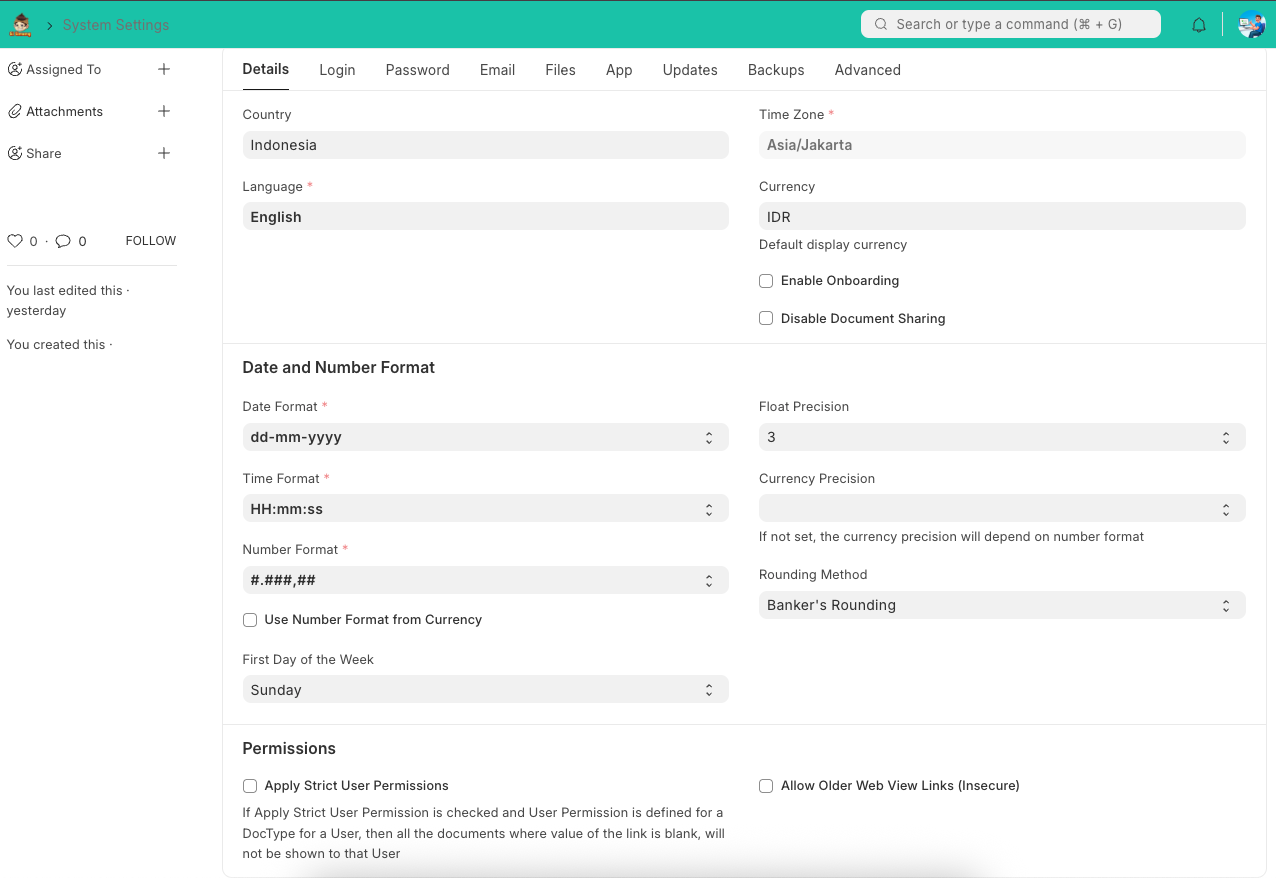 System Settings
Search or type a command (⌘ + G)
Assigned To
Attachments
Share
0 · 0 FOLLOW
You last edited this ·
yesterday
You created this ·
Details Login Password Email Files App Updates Backups Advanced
Country
Indonesia
Time Zone *
Asia/Jakarta
Language *
English
Currency
IDR
Default display currency
Enable Onboarding
Disable Document Sharing
Date and Number Format
Date Format *
dd-mm-yyyy
Time Format *
HH:mm:ss
Number Format *
#.###,##
Use Number Format from Currency
First Day of the Week
Sunday
Float Precision
3
Currency Precision
If not set, the currency precision will depend on number format
Rounding Method
Banker's Rounding
Permissions
Apply Strict User Permissions
If Apply Strict User Permission is checked and User Permission is defined for a
DocType for a User, then all the documents where value of the link is blank, will
not be shown to that User
Allow Older Web View Links (Insecure)